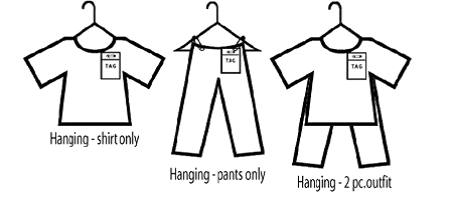 TAG
TAG
TAG
Hanging - shirt only
Hanging - pants only
Hanging - 2 pc.outfit